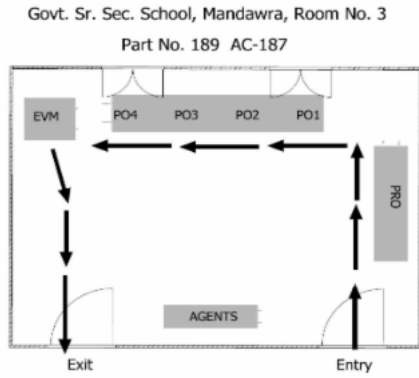 Govt. Sr. Sec. School, Mandawra, Room No. 3
Part No. 189 AC-187
EVM
PO4 PO3 PO2 PO1
PRO
AGENTS
Exit Entry